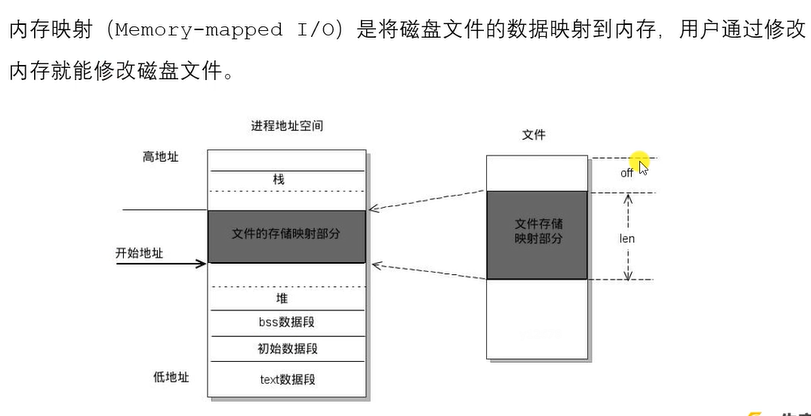 内存映射（Memory-mapped I/O）是将磁盘文件的数据映射到内存，用户通过修改
内存就能修改磁盘文件。
进程地址空间
文件
高地址
栈
off
文件的存储映射部分
文件存储
映射部分
len
开始地址
堆
bss数据段
初始数据段
低地址
text数据段